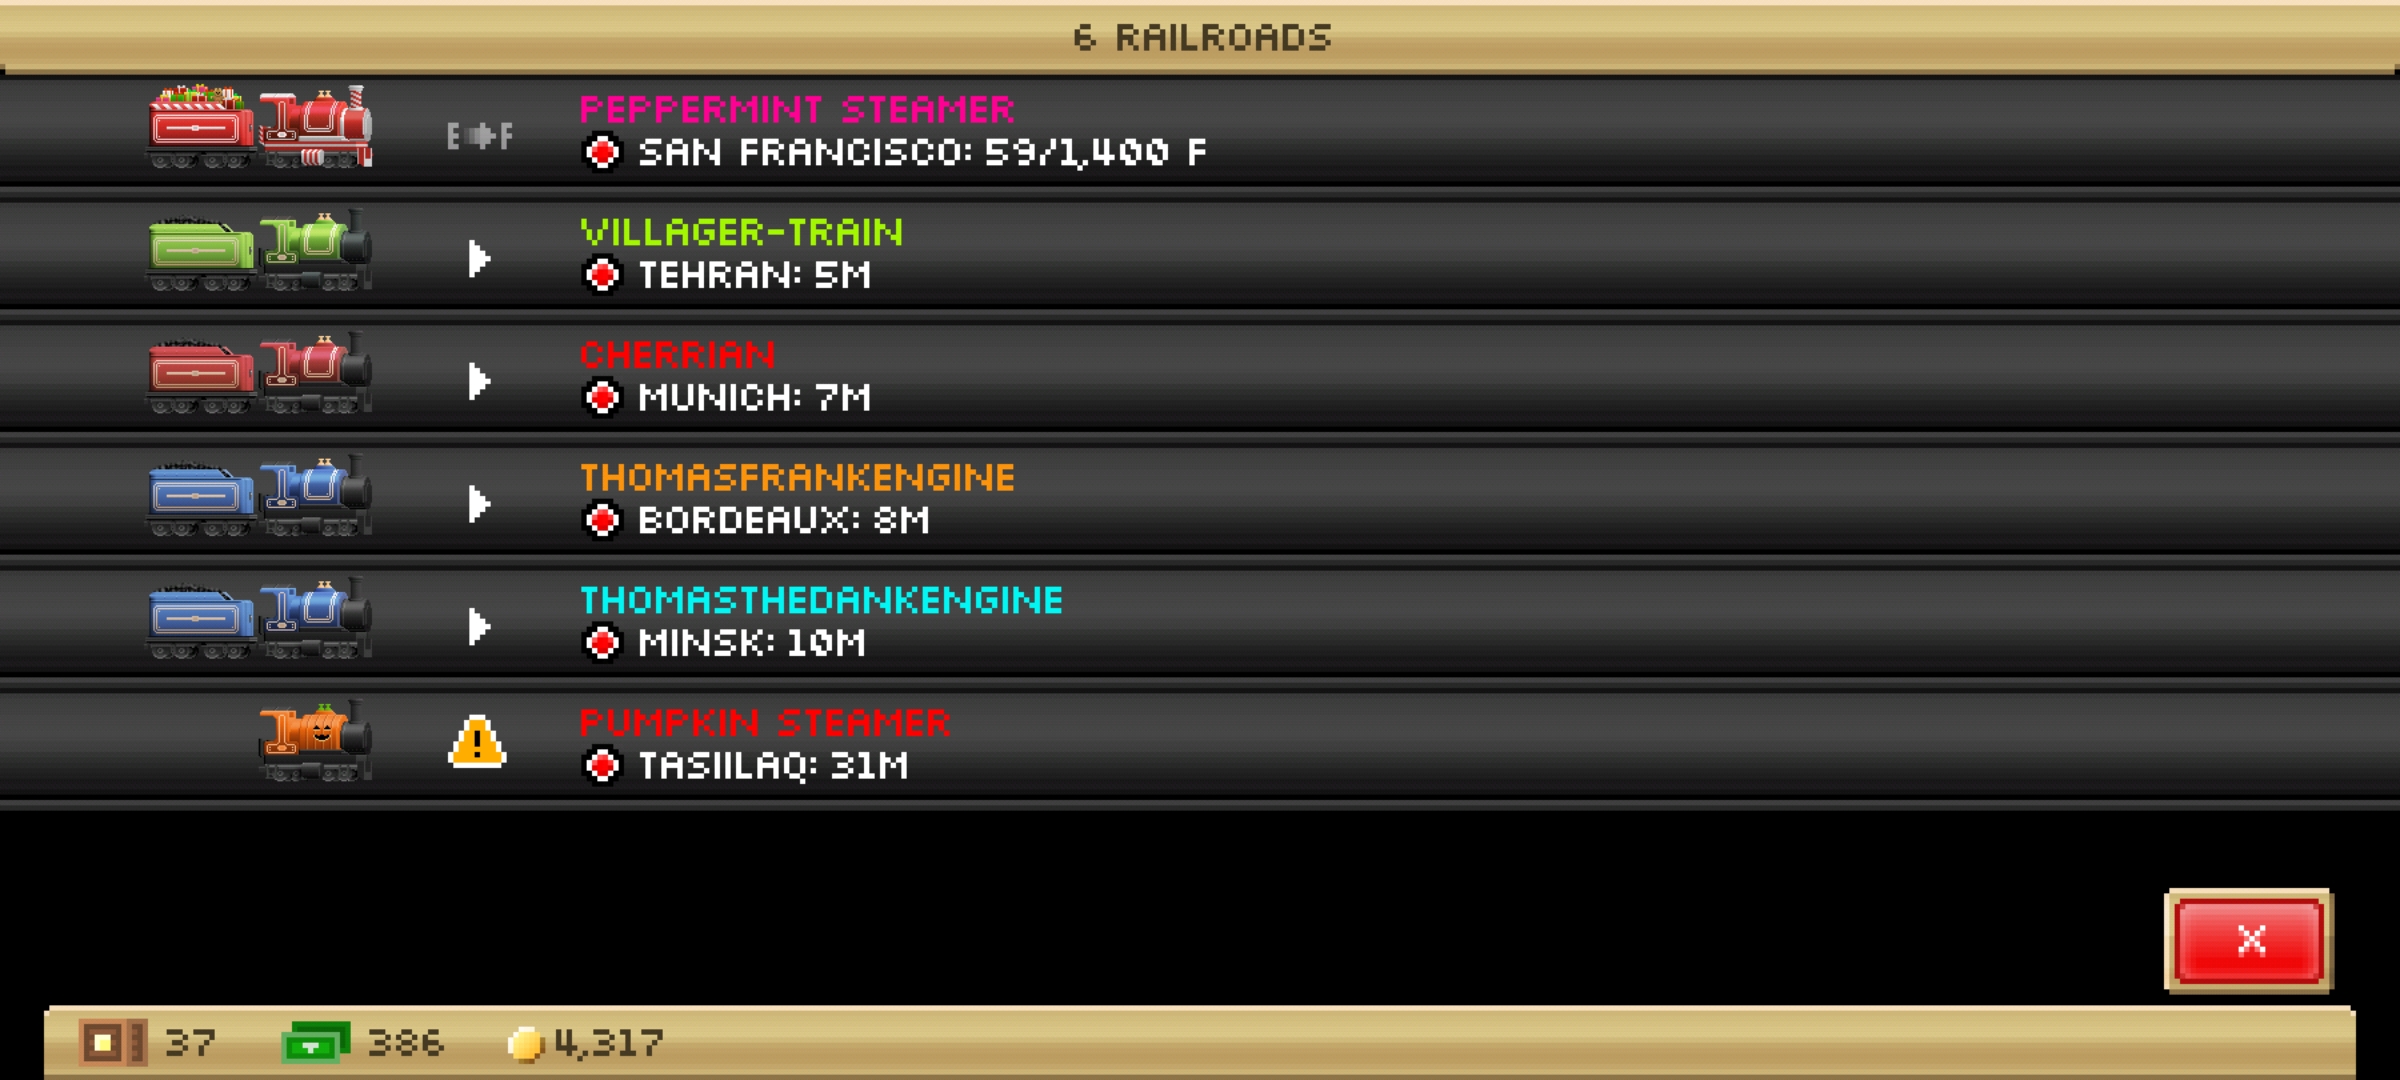 6 RAILROADS
PEPPERMINT STEAMER
E F
SAN FRANCISCO: 59/1,400 F
VILLAGER-TRAIN
TEHRAN: 5M
CHERRIAN
MUNICH: 7M
THOMASFRANKENGINE
BORDEAUX: 8M
THOMASTHEDANKENGINE
MINSK: 10M
PUMPKIN STEAMER
!
TASIILAQ: 31M
X
37 386 4,317